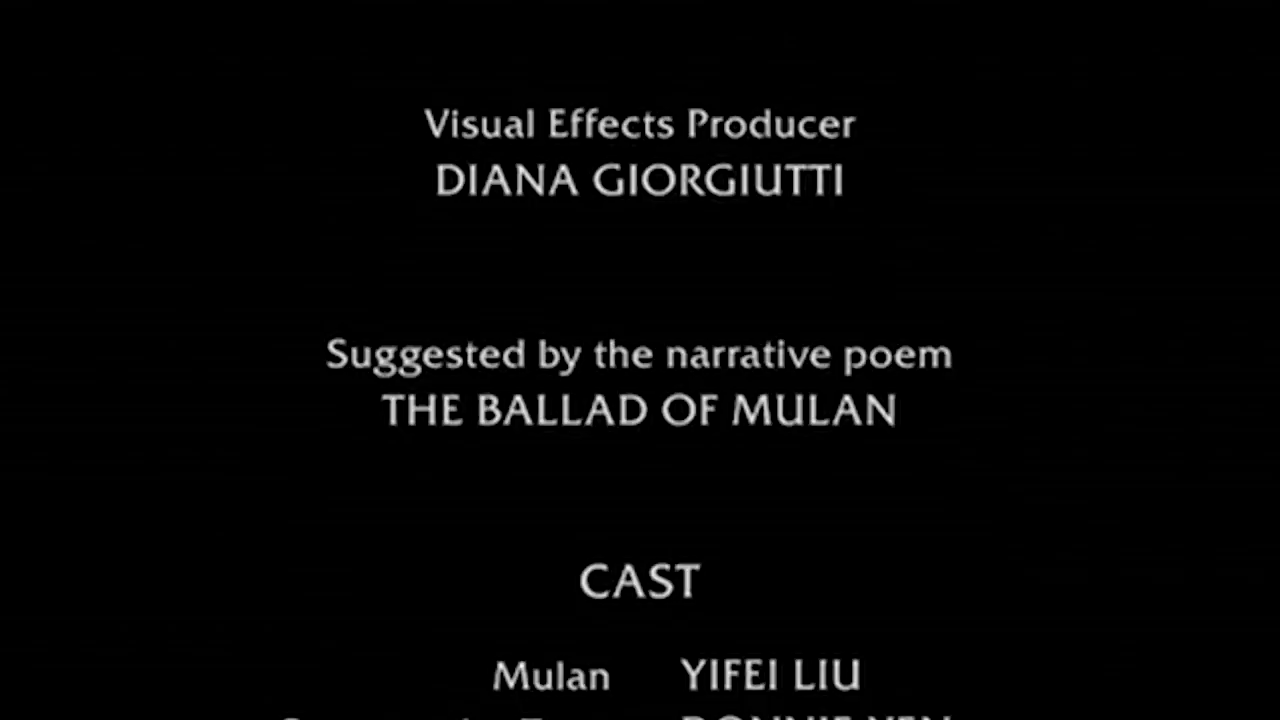 Visual Effects Producer
DIANA GIORGIUTTI
Suggested by the narrative poem
THE BALLAD OF MULAN
CAST
Mulan YIFEI LIU